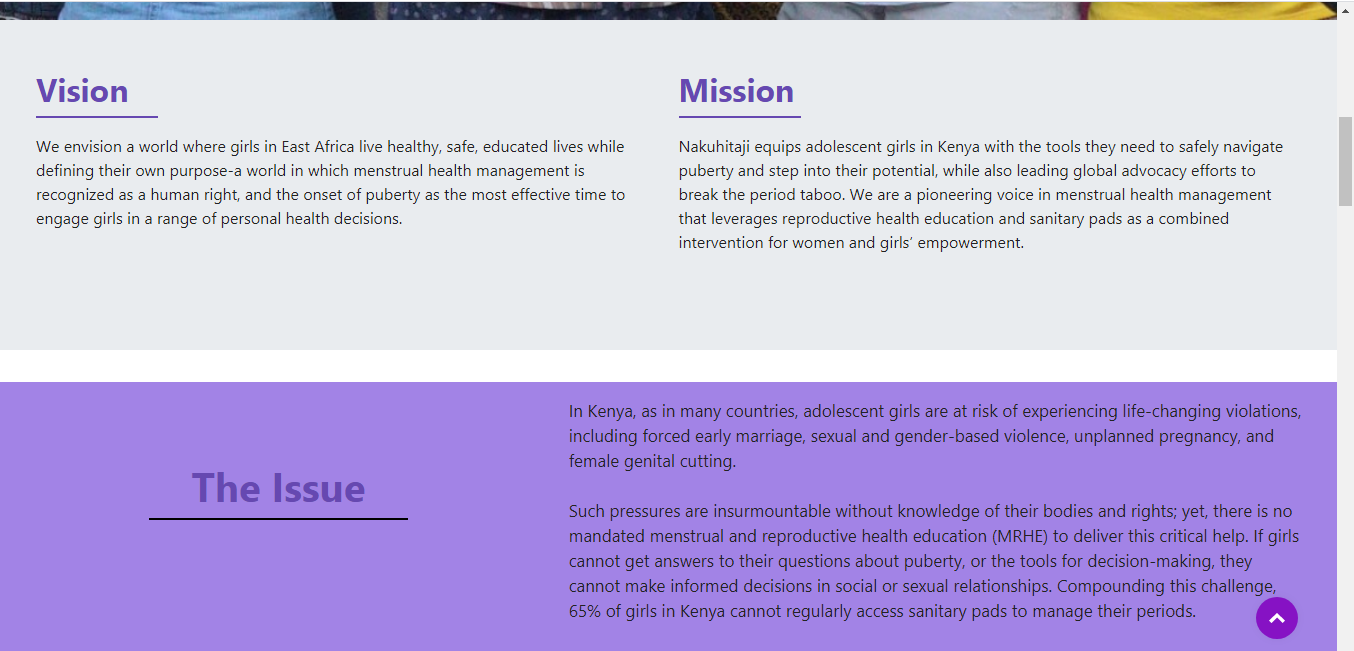 Vision
We envision a world where girls in East Africa live healthy, safe, educated lives while
defining their own purpose-a world in which menstrual health management is
recognized as a human right, and the onset of puberty as the most effective time to
engage girls in a range of personal health decisions.
Mission
Nakuhitaji equips adolescent girls in Kenya with the tools they need to safely navigate
puberty and step into their potential, while also leading global advocacy efforts to
break the period taboo. We are a pioneering voice in menstrual health management
that leverages reproductive health education and sanitary pads as a combined
intervention for women and girls’ empowerment.
The Issue
In Kenya, as in many countries, adolescent girls are at risk of experiencing life-changing violations,
including forced early marriage, sexual and gender-based violence, unplanned pregnancy, and
female genital cutting.
Such pressures are insurmountable without knowledge of their bodies and rights; yet, there is no
mandated menstrual and reproductive health education (MRHE) to deliver this critical help. If girls
cannot get answers to their questions about puberty, or the tools for decision-making, they
cannot make informed decisions in social or sexual relationships. Compounding this challenge,
65% of girls in Kenya cannot regularly access sanitary pads to manage their periods.